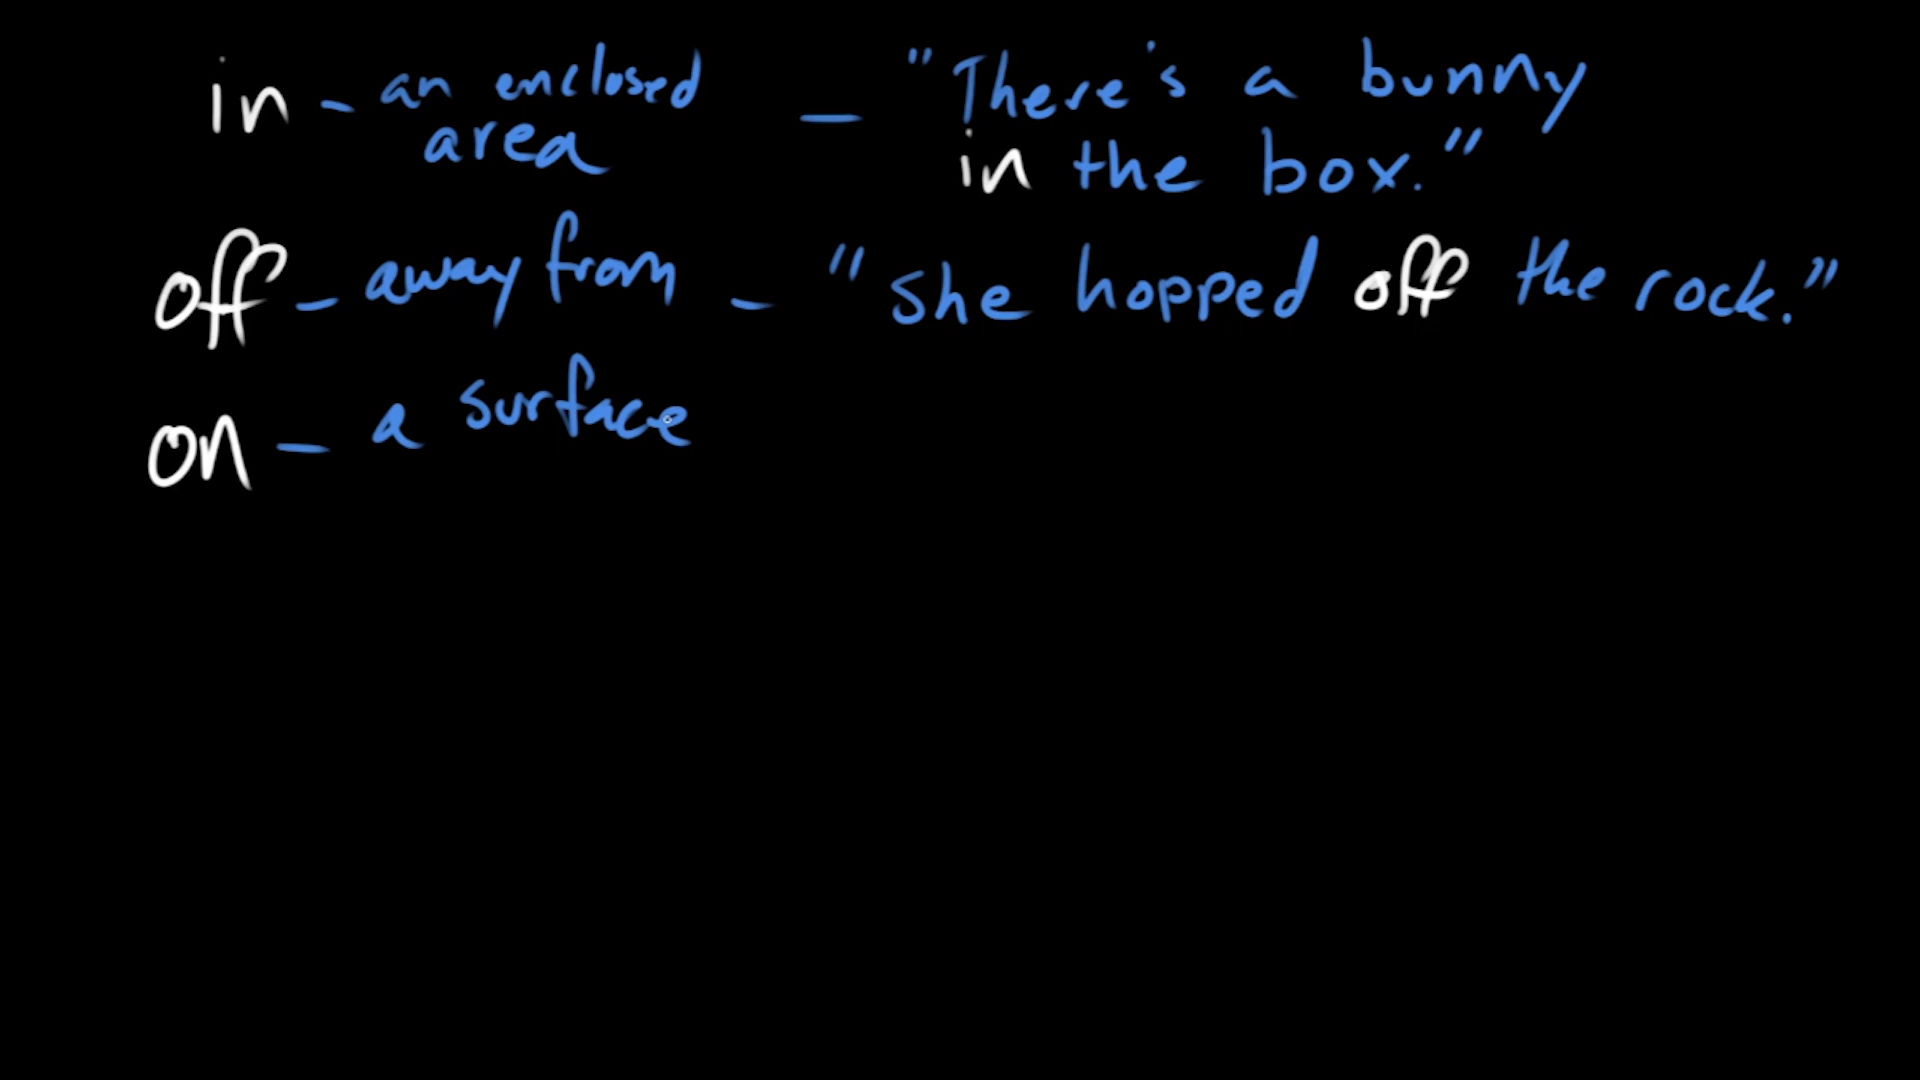 in - an enclosed area - "There's a bunny
in the box."
off - away from - "She hopped off the rock."
on - a surface